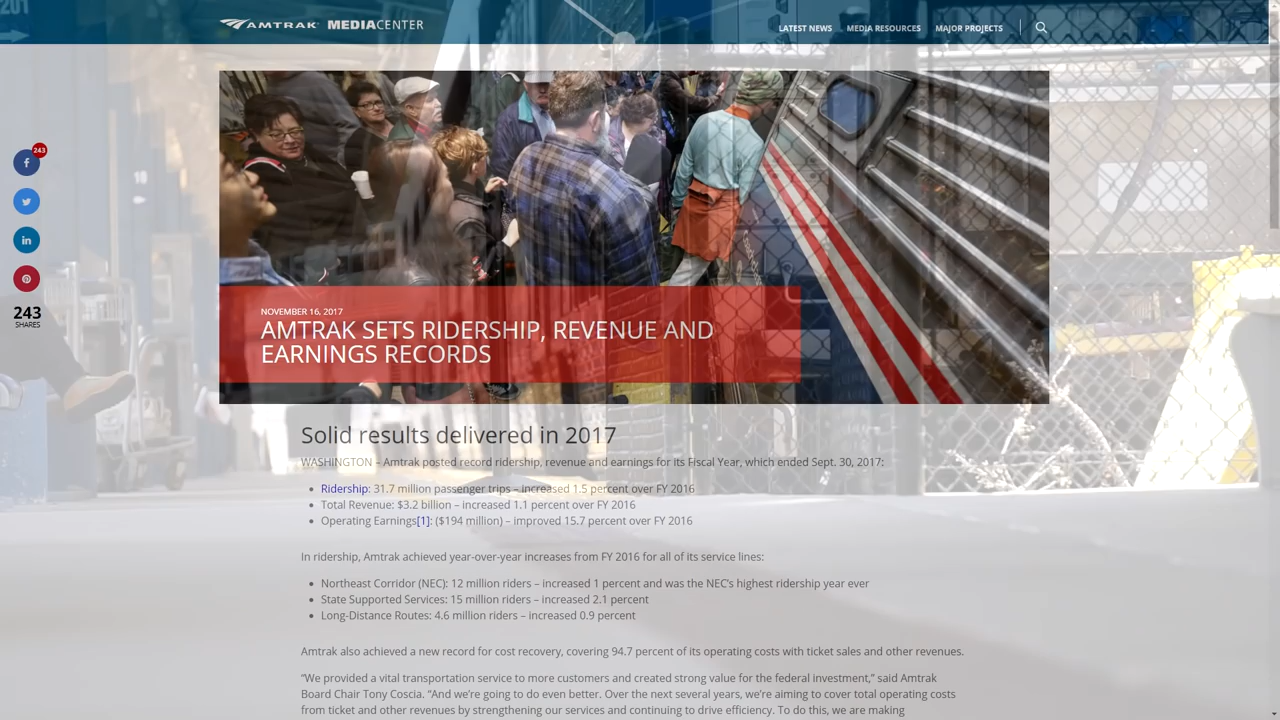 201
AMTRAK MEDIACENTER
LATEST NEWS
MEDIA RESOURCES
MAJOR PROJECTS
243
243
SHARES
NOVEMBER 16, 2017
AMTRAK SETS RIDERSHIP, REVENUE AND
EARNINGS RECORDS
Solid results delivered in 2017
WASHINGTON – Amtrak posted record ridership, revenue and earnings for its Fiscal Year, which ended Sept. 30, 2017:
Ridership: 31.7 million passenger trips – increased 1.5 percent over FY 2016
Total Revenue: $3.2 billion – increased 1.1 percent over FY 2016
Operating Earnings[1]: ($194 million) – improved 15.7 percent over FY 2016
In ridership, Amtrak achieved year-over-year increases from FY 2016 for all of its service lines:
Northeast Corridor (NEC): 12 million riders – increased 1 percent and was the NEC's highest ridership year ever
State Supported Services: 15 million riders – increased 2.1 percent
Long-Distance Routes: 4.6 million riders – increased 0.9 percent
Amtrak also achieved a new record for cost recovery, covering 94.7 percent of its operating costs with ticket sales and other revenues.
“We provided a vital transportation service to more customers and created strong value for the federal investment,” said Amtrak
Board Chair Tony Coscia. “And we’re going to do even better. Over the next several years, we’re aiming to cover total operating costs
from ticket and other revenues by strengthening our services and continuing to drive efficiency. To do this, we are making